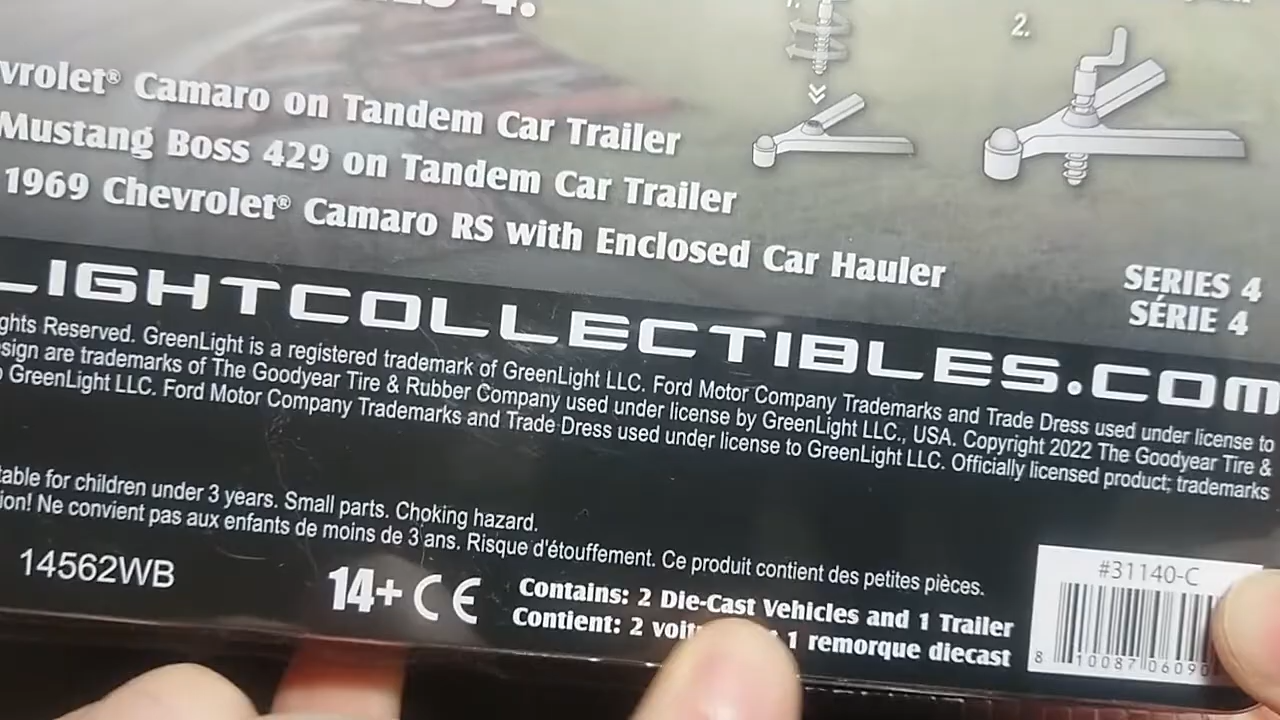 S 4.
1.
2.
vrolet® Camaro on Tandem Car Trailer
Mustang Boss 429 on Tandem Car Trailer
1969 Chevrolet® Camaro RS with Enclosed Car Hauler
SERIES 4
SÉRIE 4
LIGHTCOLLECTIBLES.COM
ghts Reserved. GreenLight is a registered trademark of GreenLight LLC. Ford Motor Company Trademarks and Trade Dress used under license to
sign are trademarks of The Goodyear Tire & Rubber Company used under license by GreenLight LLC., USA. Copyright 2022 The Goodyear Tire &
GreenLight LLC. Ford Motor Company Trademarks and Trade Dress used under license to GreenLight LLC. Officially licensed product; trademarks
table for children under 3 years. Small parts. Choking hazard.
ion! Ne convient pas aux enfants de moins de 3 ans. Risque d'étouffement. Ce produit contient des petites pièces.
14562WB
14+ CE
Contains: 2 Die-Cast Vehicles and 1 Trailer
Contient: 2 voit 1 remorque diecast
#31140-C
8 10087 06090